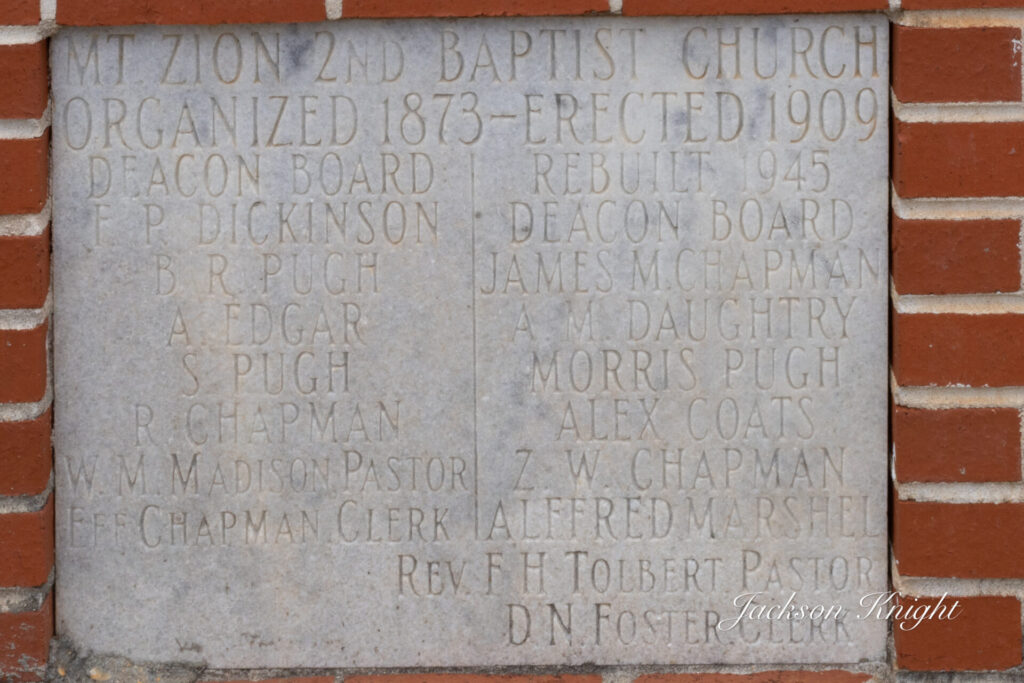 MT. ZION 2ND BAPTIST CHURCH
ORGANIZED 1873–ERECTED 1909
DEACON BOARD
F. P. DICKINSON
B. R. PUGH
A. EDGAR
S. PUGH
R. CHAPMAN
W. M. MADISON PASTOR
EFF CHAPMAN CLERK
REBUILT 1945
DEACON BOARD
JAMES M. CHAPMAN
A. M. DAUGHTRY
MORRIS PUGH
ALEX COATS
Z. W. CHAPMAN
ALFFRED MARSHEL
REV. F. H. TOLBERT PASTOR
D. N. FOSTER CLERK
Jackson Knight